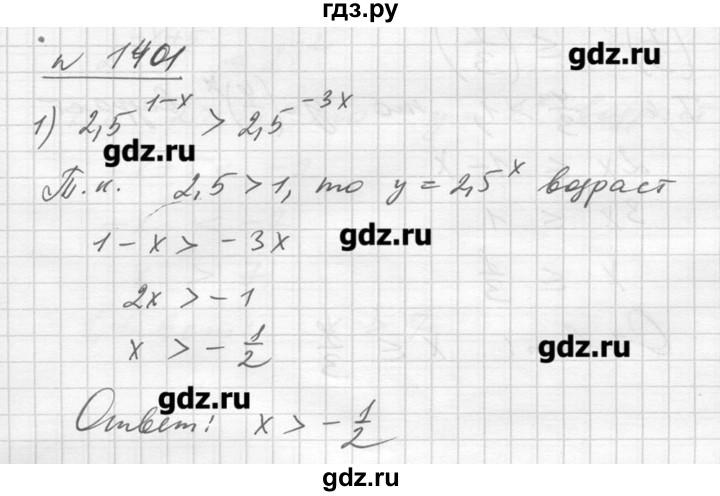 гдз.ру
gdz.ru
№ 1401
1) 2,5^{1-x} > 2,5^{-3x}
gdz.ru
Т.к. 2,5 > 1, то y = 2,5^x возраст
gdz.ru
1 - x > - 3x
2x > - 1
x > - 1/2
gdz.ru
gdz.ru
Ответ: x > - 1/2
gdz.ru